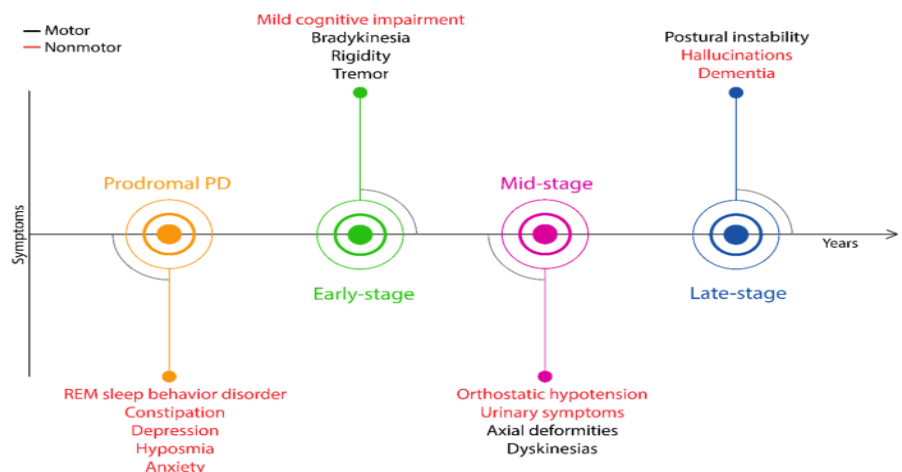 Motor
Nonmotor
Mild cognitive impairment
Bradykinesia
Rigidity
Tremor
Postural instability
Hallucinations
Dementia
Prodromal PD
Mid-stage
Symptoms
Years
Early-stage
Late-stage
REM sleep behavior disorder
Constipation
Depression
Hyposmia
Anxiety
Orthostatic hypotension
Urinary symptoms
Axial deformities
Dyskinesias